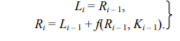 Lᵢ = Rᵢ₋₁,
Rᵢ = Lᵢ₋₁ + f(Rᵢ₋₁, Kᵢ₋₁).}